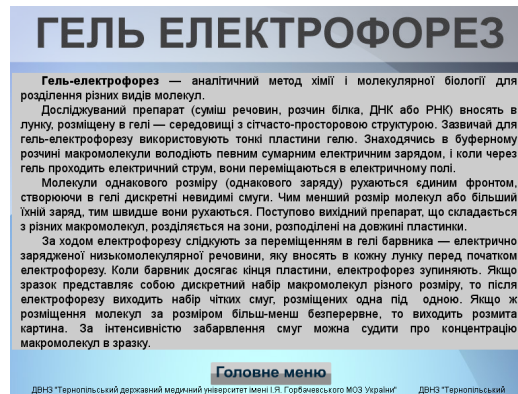 ГЕЛЬ ЕЛЕКТРОФОРЕЗ
Гель-електрофорез — аналітичний метод хімії і молекулярної біології для
розділення різних видів молекул.
Досліджуваний препарат (суміш речовин, розчин білка, ДНК або РНК) вносять в
лунку, розміщену в гелі — середовищі з сітчасто-просторовою структурою. Зазвичай для
гель-електрофорезу використовують тонкі пластини гелю. Знаходячись в буферному
розчині макромолекули володіють певним сумарним електричним зарядом, і коли через
гель проходить електричний струм, вони переміщаються в електричному полі.
Молекули однакового розміру (однакового заряду) рухаються єдиним фронтом,
створюючи в гелі дискретні невидимі смуги. Чим менший розмір молекул або більший
їхній заряд, тим швидше вони рухаються. Поступово вихідний препарат, що складається
з різних макромолекул, розділяється на зони, розподілені на довжині пластинки.
За ходом електрофорезу слідкують за переміщенням в гелі барвника — електрично
зарядженої низькомолекулярної речовини, яку вносять в кожну лунку перед початком
електрофорезу. Коли барвник досягає кінця пластини, електрофорез зупиняють. Якщо
зразок представляє собою дискретний набір макромолекул різного розміру, то після
електрофорезу виходить набір чітких смуг, розміщених одна під одною. Якщо ж
розміщення молекул за розміром більш-менш безперервне, то виходить розмита
картина. За інтенсивністю забарвлення смуг можна судити про концентрацію
макромолекул в зразку.
Головне меню
ДВНЗ "Тернопільський державний медичний університет імені І.Я. Горбачевського МОЗ України" ДВНЗ "Тернопільський